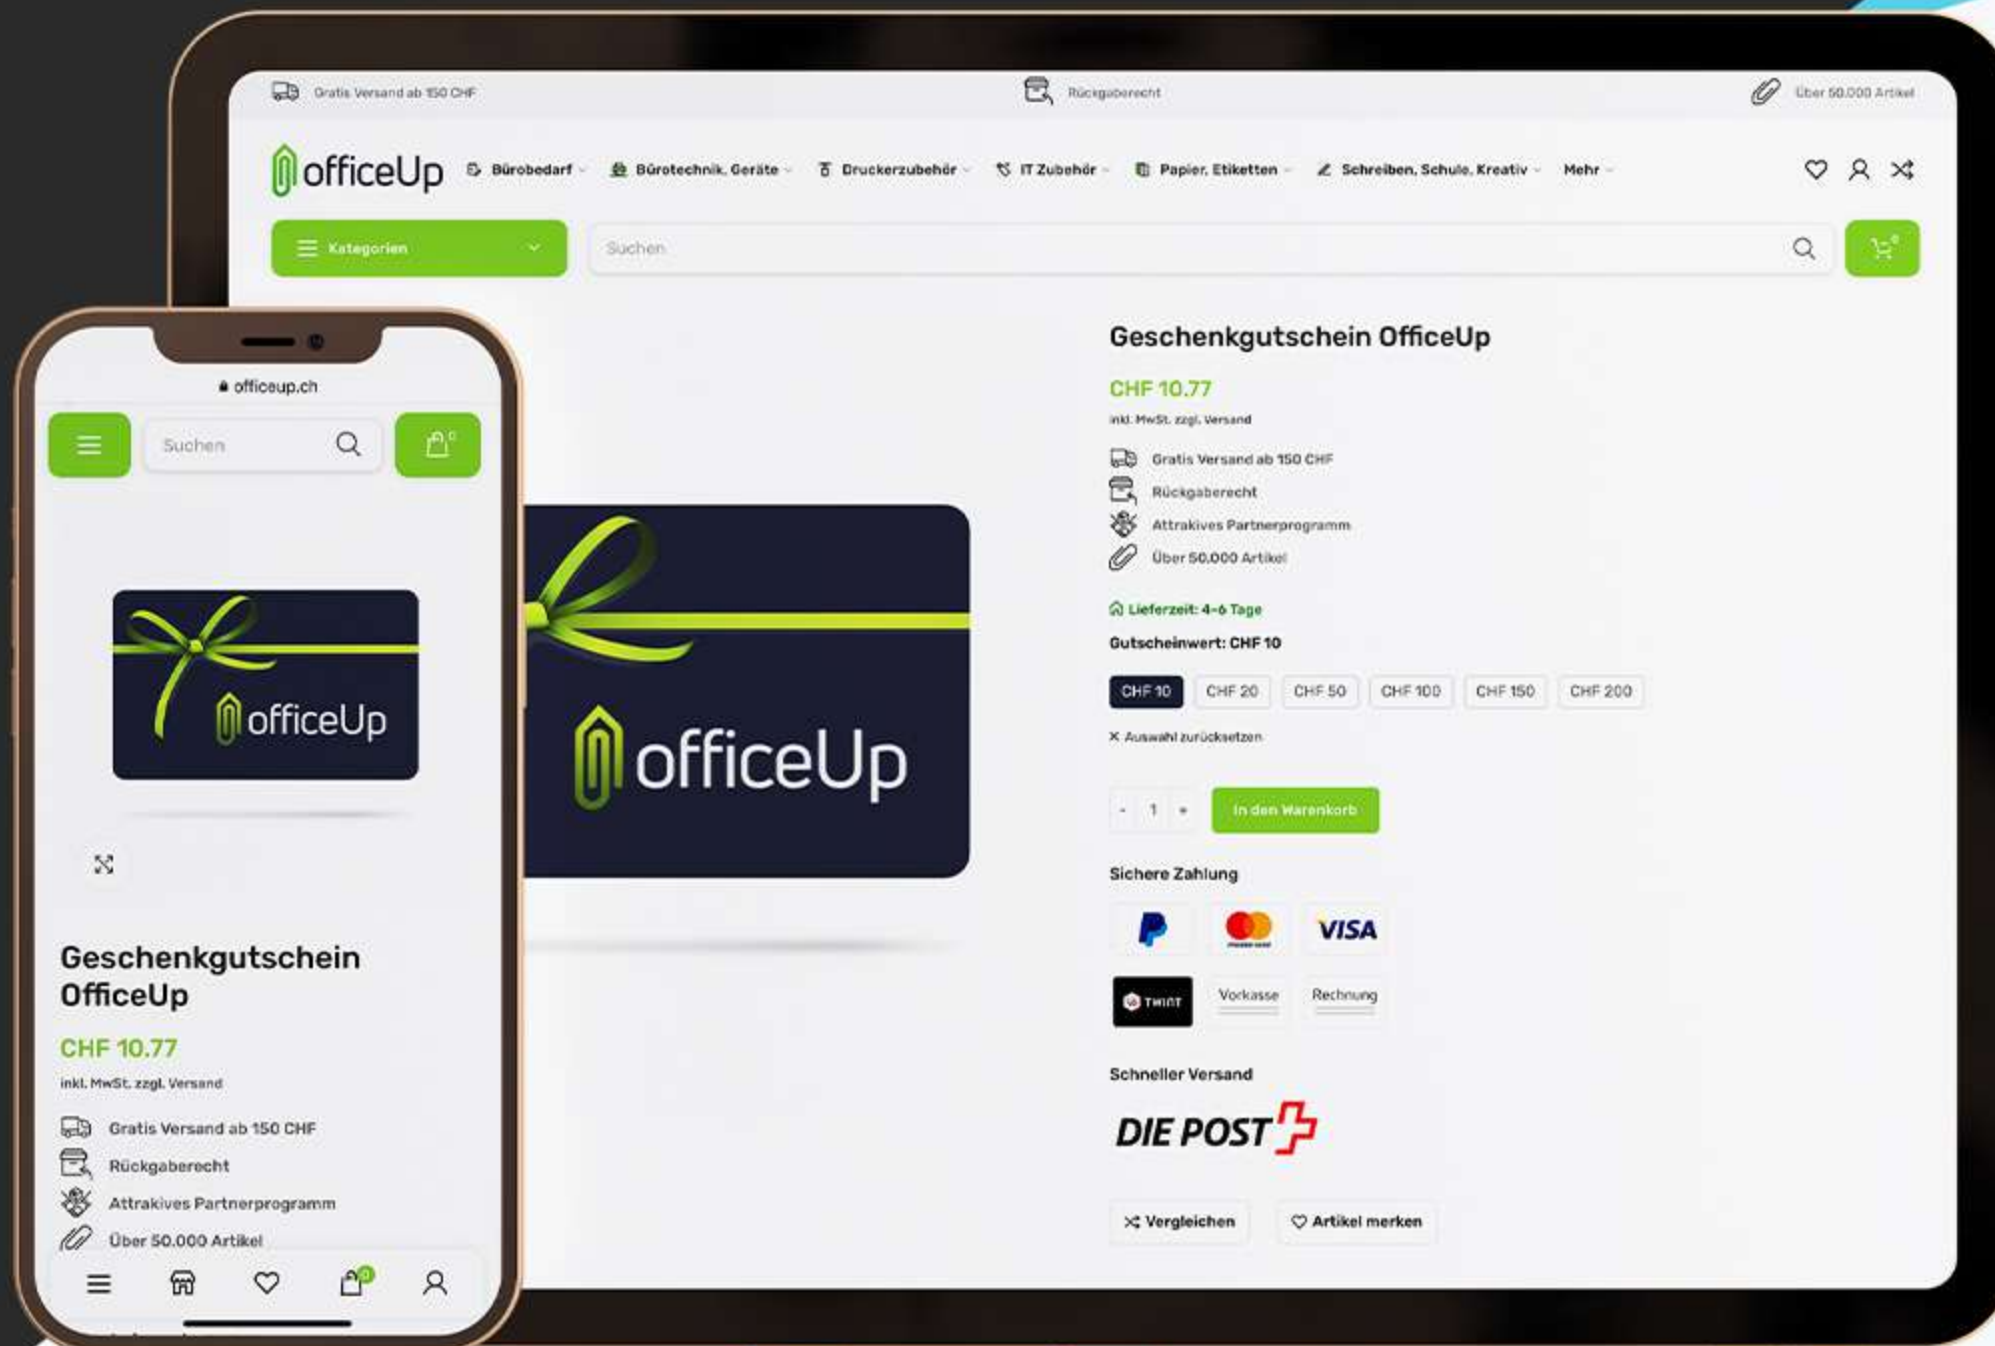 Gratis Versand ab 150 CHF
Rückgaberecht
Über 50.000 Artikel
officeUp
Bürobedarf
Bürotechnik, Geräte
Druckerzubehör
IT Zubehör
Papier, Etiketten
Schreiben, Schule, Kreativ
Mehr
Kategorien
Suchen
0
Geschenkgutschein OfficeUp
CHF 10.77
inkl. MwSt. zzgl. Versand
Gratis Versand ab 150 CHF
Rückgaberecht
Attrakives Partnerprogramm
Über 50.000 Artikel
Lieferzeit: 4-6 Tage
Gutscheinwert: CHF 10
CHF 10
CHF 20
CHF 50
CHF 100
CHF 150
CHF 200
× Auswahl zurücksetzen
- 1 +
In den Warenkorb
Sichere Zahlung
VISA
TWINT
Vorkasse
Rechnung
Schneller Versand
DIE POST
Vergleichen
Artikel merken
officeUp
officeup.ch
Suchen
0
officeUp
Geschenkgutschein
OfficeUp
CHF 10.77
inkl. MwSt. zzgl. Versand
Gratis Versand ab 150 CHF
Rückgaberecht
Attrakives Partnerprogramm
Über 50.000 Artikel
0